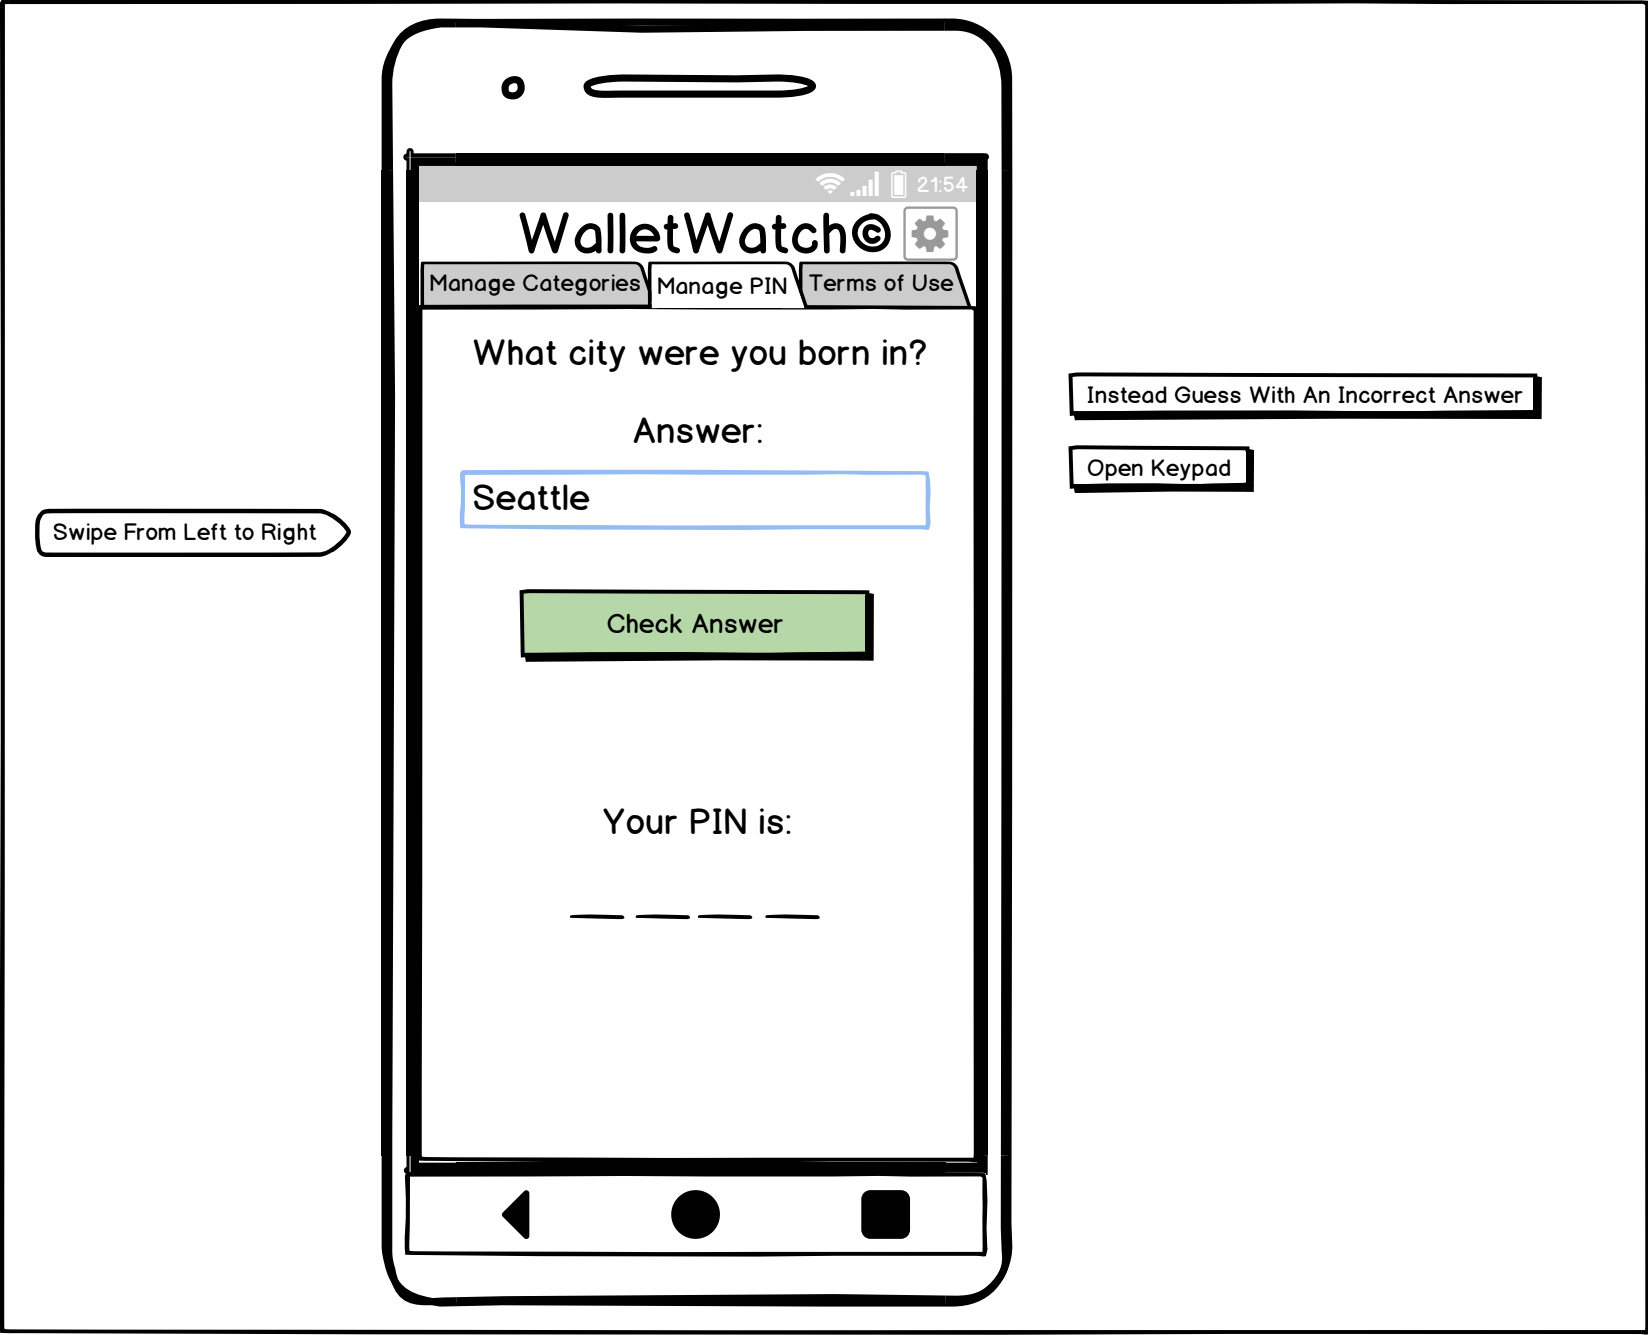 21:54
WalletWatch©
Manage Categories Manage PIN Terms of Use
What city were you born in?
Answer:
Seattle
Check Answer
Your PIN is:
Swipe From Left to Right
Instead Guess With An Incorrect Answer
Open Keypad